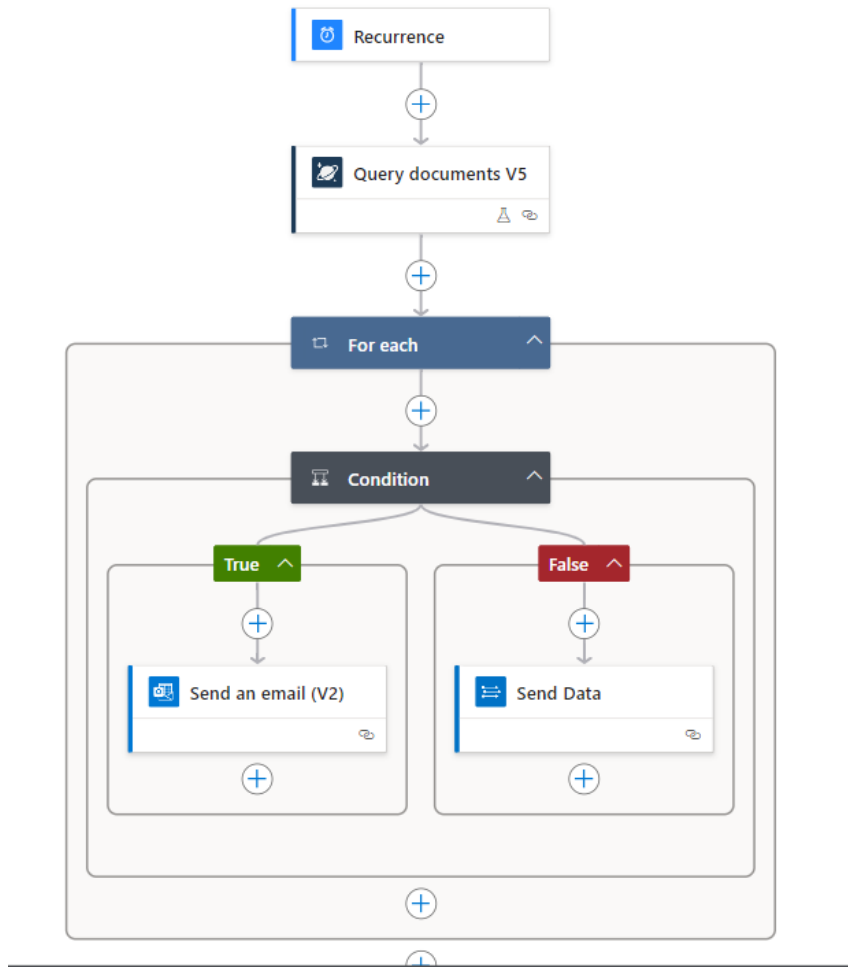 Recurrence
Query documents V5
For each
Condition
True
False
Send an email (V2)
Send Data